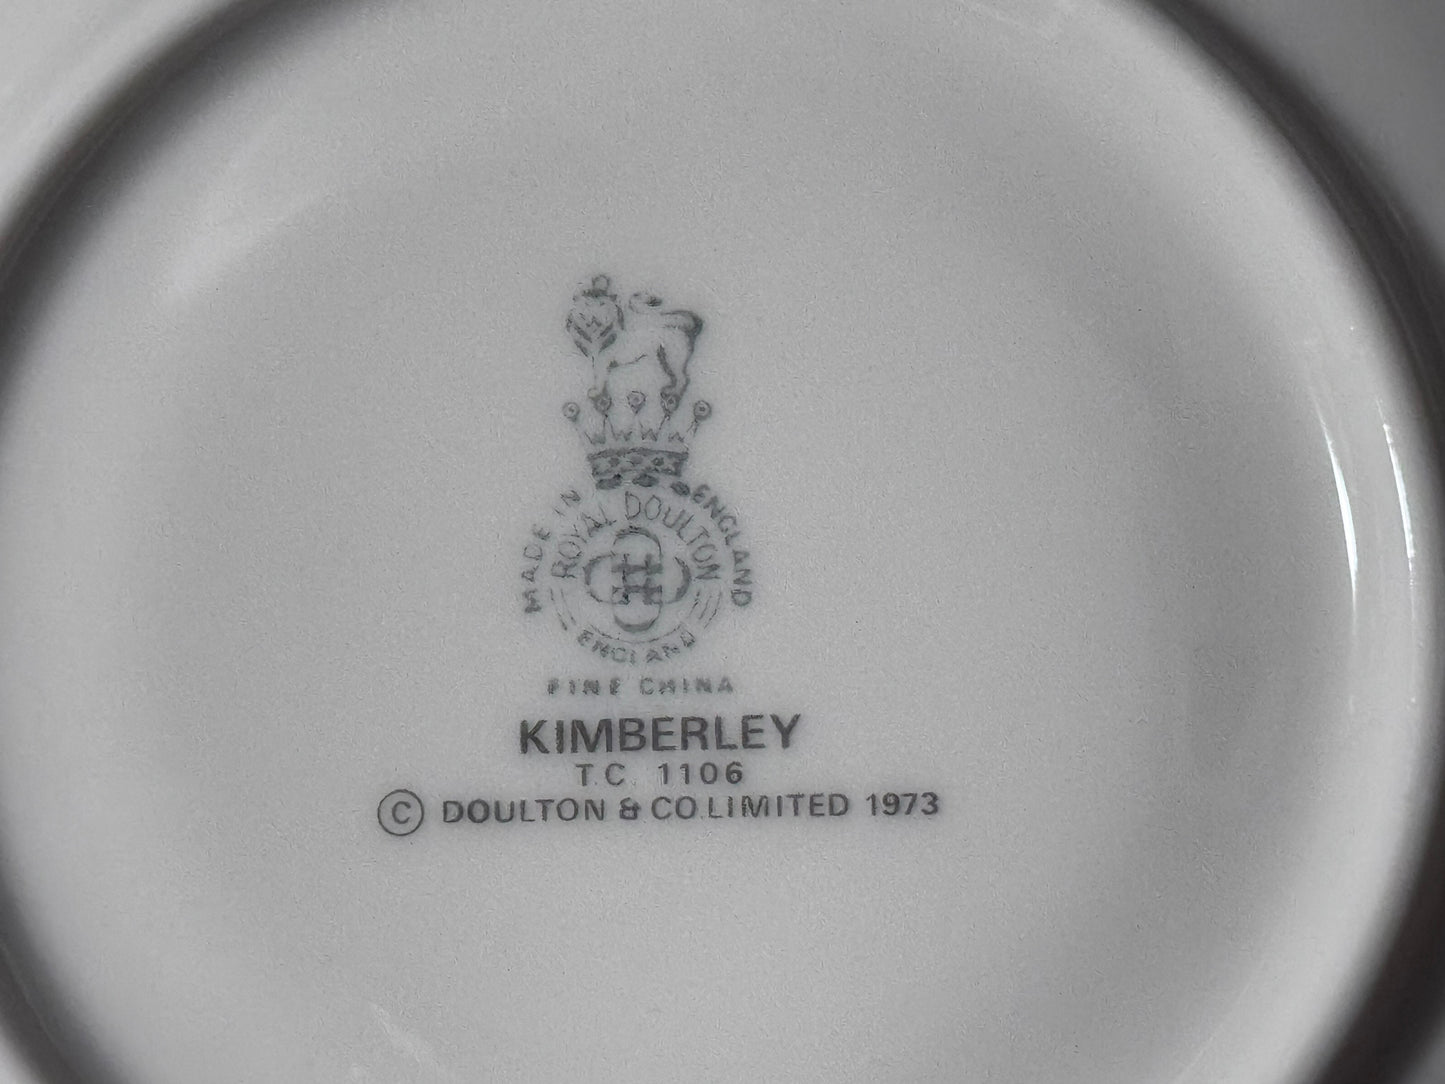 MADE IN ENGLAND
ROYAL DOULTON
ENGLAND
FINE CHINA
KIMBERLEY
T.C. 1106
© DOULTON & CO.LIMITED 1973